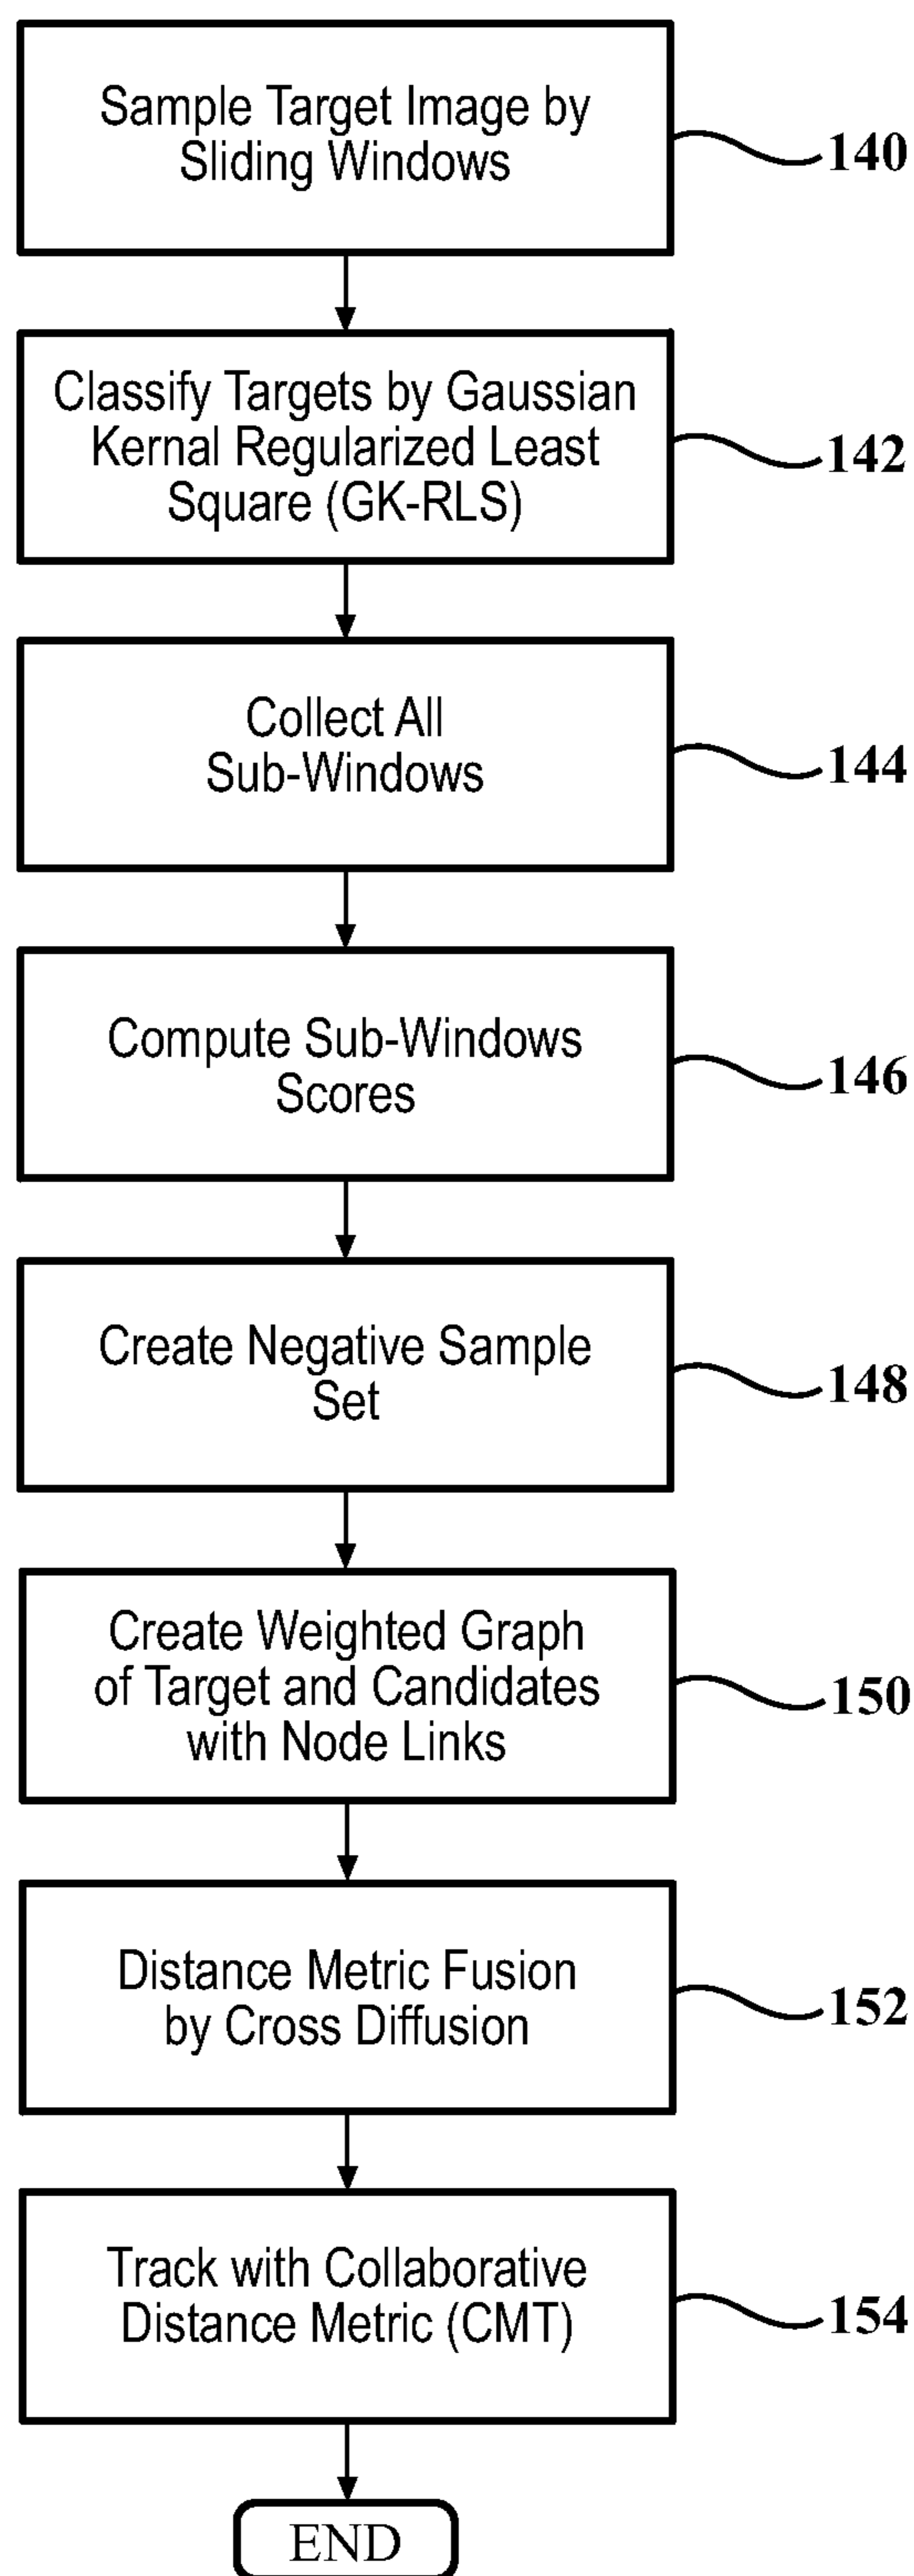 Sample Target Image by
Sliding Windows
140
Classify Targets by Gaussian
Kernal Regularized Least
Square (GK-RLS)
142
Collect All
Sub-Windows
144
Compute Sub-Windows
Scores
146
Create Negative Sample
Set
148
Create Weighted Graph
of Target and Candidates
with Node Links
150
Distance Metric Fusion
by Cross Diffusion
152
Track with Collaborative
Distance Metric (CMT)
154
END